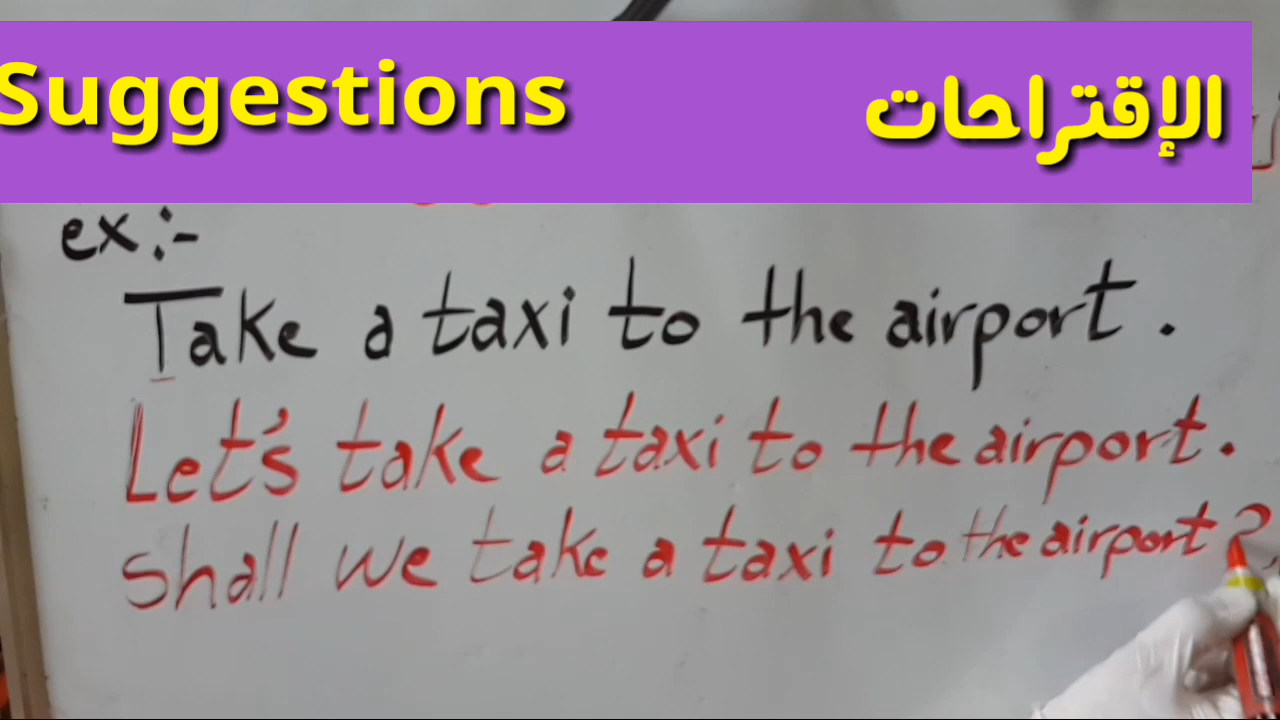 Suggestions الإقتراحات
ex:-
Take a taxi to the airport.
Let's take a taxi to the airport.
Shall we take a taxi to the airport?